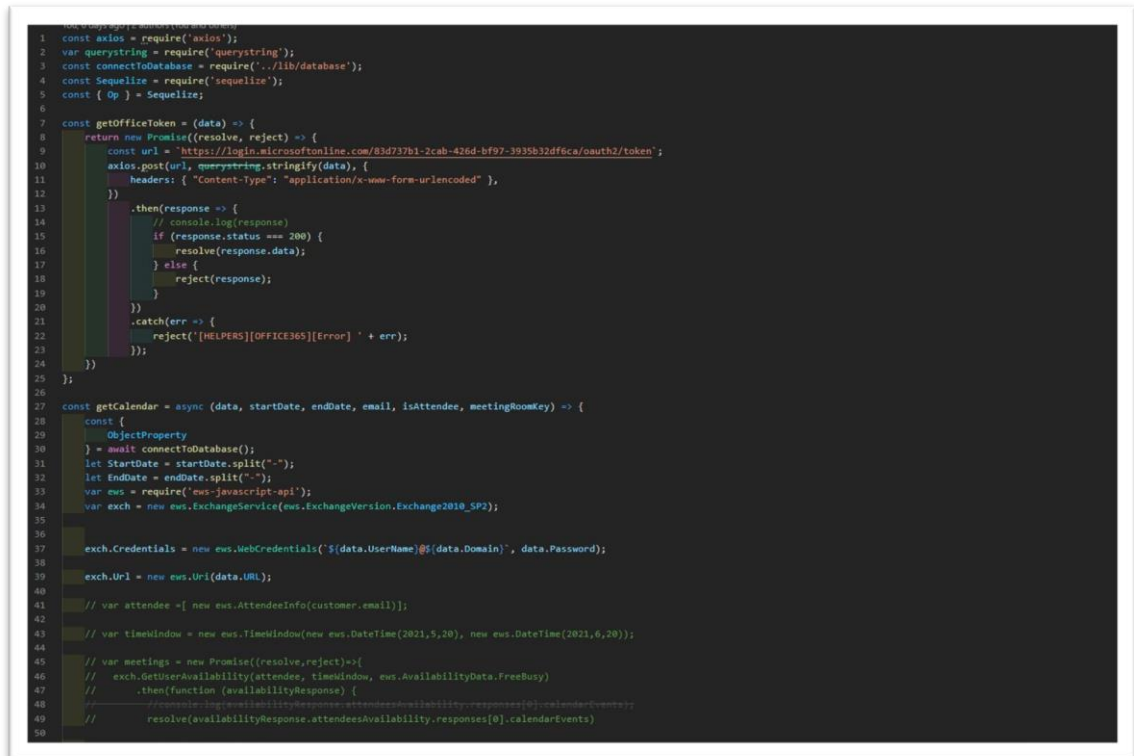 You, 6 days ago | 2 authors (You and others)
1 const axios = require('axios');
2 var querystring = require('querystring');
3 const connectToDatabase = require('../lib/database');
4 const Sequelize = require('sequelize');
5 const { Op } = Sequelize;
6
7 const getOfficeToken = (data) => {
8 return new Promise((resolve, reject) => {
9 const url = `https://login.microsoftonline.com/83d737b1-2cab-426d-bf97-3935b32df6ca/oauth2/token`;
10 axios.post(url, querystring.stringify(data), {
11 headers: { "Content-Type": "application/x-www-form-urlencoded" },
12 })
13 .then(response => {
14 // console.log(response)
15 if (response.status === 200) {
16 resolve(response.data);
17 } else {
18 reject(response);
19 }
20 })
21 .catch(err => {
22 reject('[HELPERS][OFFICE365][Error] ' + err);
23 });
24 })
25 };
26
27 const getCalendar = async (data, startDate, endDate, email, isAttendee, meetingRoomKey) => {
28 const {
29 ObjectProperty
30 } = await connectToDatabase();
31 let StartDate = startDate.split("-");
32 let EndDate = endDate.split("-");
33 var ews = require('ews-javascript-api');
34 var exch = new ews.ExchangeService(ews.ExchangeVersion.Exchange2010_SP2);
35
36
37 exch.Credentials = new ews.WebCredentials(`${data.UserName}@${data.Domain}`, data.Password);
38
39 exch.Url = new ews.Uri(data.URL);
40
41 // var attendee =[ new ews.AttendeeInfo(customer.email)];
42
43 // var timeWindow = new ews.TimeWindow(new ews.DateTime(2021,5,20), new ews.DateTime(2021,6,20));
44
45 // var meetings = new Promise((resolve,reject)=>{
46 // exch.GetUserAvailability(attendee, timeWindow, ews.AvailabilityData.FreeBusy)
47 // .then(function (availabilityResponse) {
48 // //console.log(availabilityResponse.attendeesAvailability.responses[0].calendarEvents);
49 // resolve(availabilityResponse.attendeesAvailability.responses[0].calendarEvents)
50